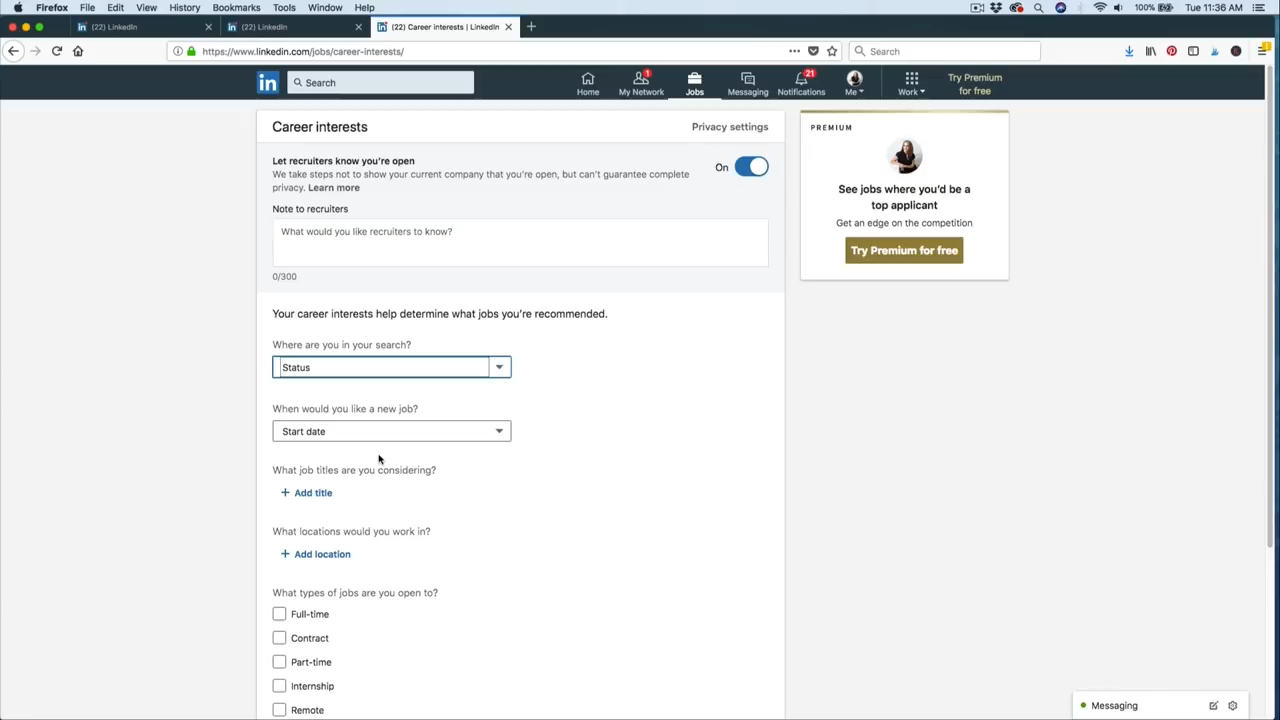 Firefox File Edit View History Bookmarks Tools Window Help 100% Tue 11:36 AM
(22) LinkedIn (22) LinkedIn (22) Career interests | LinkedIn
https://www.linkedin.com/jobs/career-interests/ Search
in Search Home 1 My Network Jobs Messaging 21 Notifications Me Work Try Premium for free
Career interests Privacy settings
Let recruiters know you're open
We take steps not to show your current company that you're open, but can't guarantee complete
privacy. Learn more
On
Note to recruiters
What would you like recruiters to know?
0/300
Your career interests help determine what jobs you're recommended.
Where are you in your search?
Status
When would you like a new job?
Start date
What job titles are you considering?
+ Add title
What locations would you work in?
+ Add location
What types of jobs are you open to?
Full-time
Contract
Part-time
Internship
Remote
PREMIUM
See jobs where you'd be a
top applicant
Get an edge on the competition
Try Premium for free
Messaging